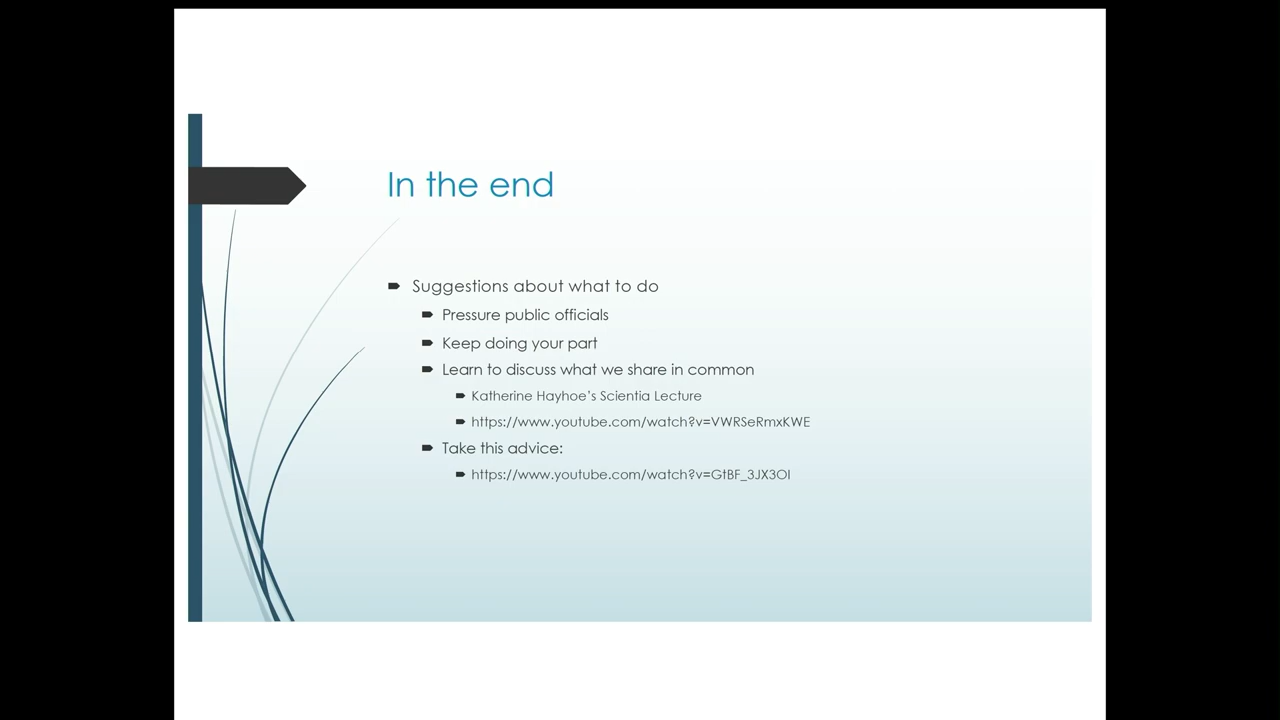 In the end
Suggestions about what to do
Pressure public officials
Keep doing your part
Learn to discuss what we share in common
Katherine Hayhoe's Scientia Lecture
https://www.youtube.com/watch?v=VWRSeRmxKWE
Take this advice:
https://www.youtube.com/watch?v=GtBF_3JX3OI